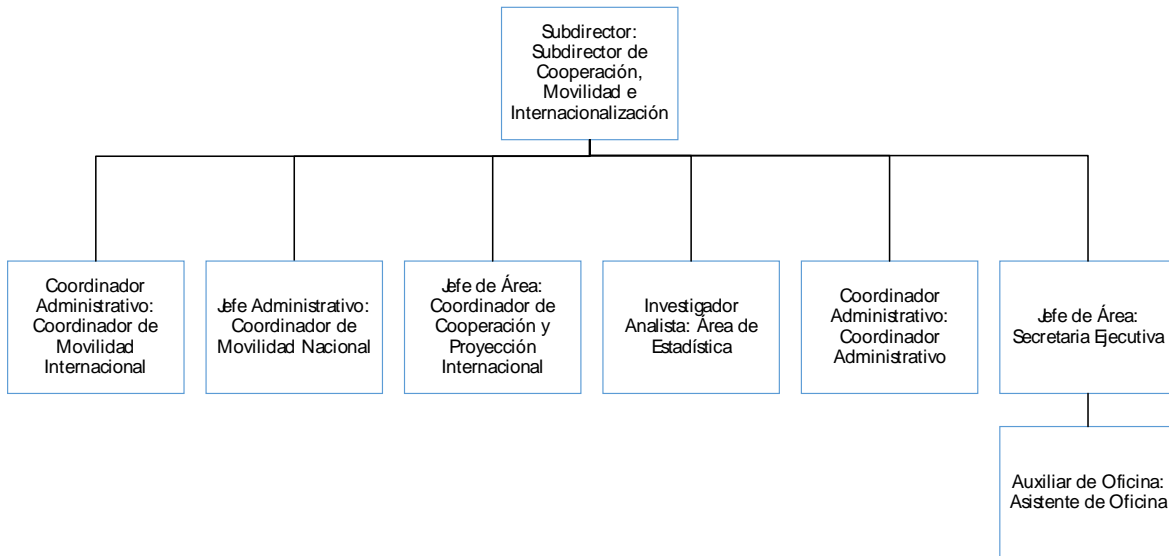 Subdirector:
Subdirector de
Cooperación,
Movilidad e
Internacionalización
Coordinador
Administrativo:
Coordinador de
Movilidad
Internacional
Jefe Administrativo:
Coordinador de
Movilidad Nacional
Jefe de Área:
Coordinador de
Cooperación y
Proyección
Internacional
Investigador
Analista: Área de
Estadística
Coordinador
Administrativo:
Coordinador
Administrativo
Jefe de Área:
Secretaria Ejecutiva
Auxiliar de Oficina:
Asistente de Oficina